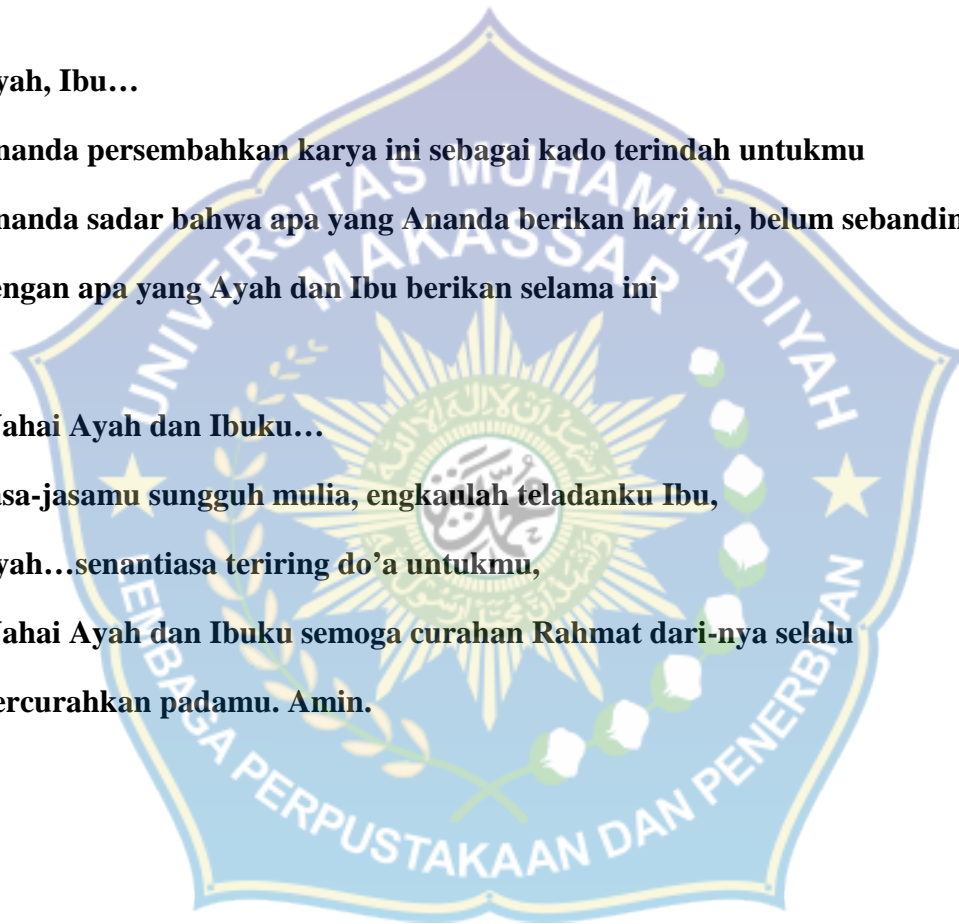 yah, Ibu…
nanda persembahkan karya ini sebagai kado terindah untukmu
nanda sadar bahwa apa yang Ananda berikan hari ini, belum sebandin
engan apa yang Ayah dan Ibu berikan selama ini
ahai Ayah dan Ibuku…
asa-jasamu sungguh mulia, engkaulah teladanku Ibu,
yah…senantiasa teriring do’a untukmu,
ahai Ayah dan Ibuku semoga curahan Rahmat dari-nya selalu
ercurahkan padamu. Amin.
UNIVERSITAS MUHAMMADIYAH
MAKASSAR
LEMBAGA PERPUSTAKAAN DAN PENERBITAN